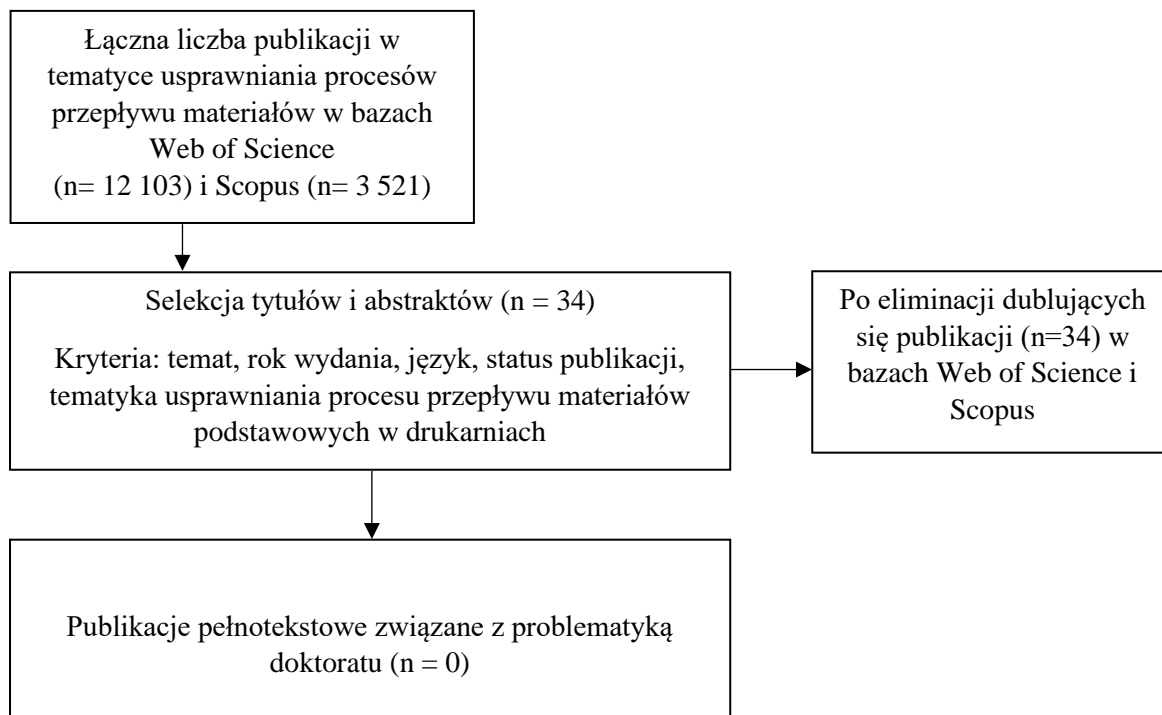 Łączna liczba publikacji w
tematyce usprawniania procesów
przepływu materiałów w bazach
Web of Science
(n= 12 103) i Scopus (n= 3 521)
Selekcja tytułów i abstraktów (n = 34)
Kryteria: temat, rok wydania, język, status publikacji,
tematyka usprawniania procesu przepływu materiałów
podstawowych w drukarniach
Po eliminacji dublujących
się publikacji (n=34) w
bazach Web of Science i
Scopus
Publikacje pełnotekstowe związane z problematyką
doktoratu (n = 0)